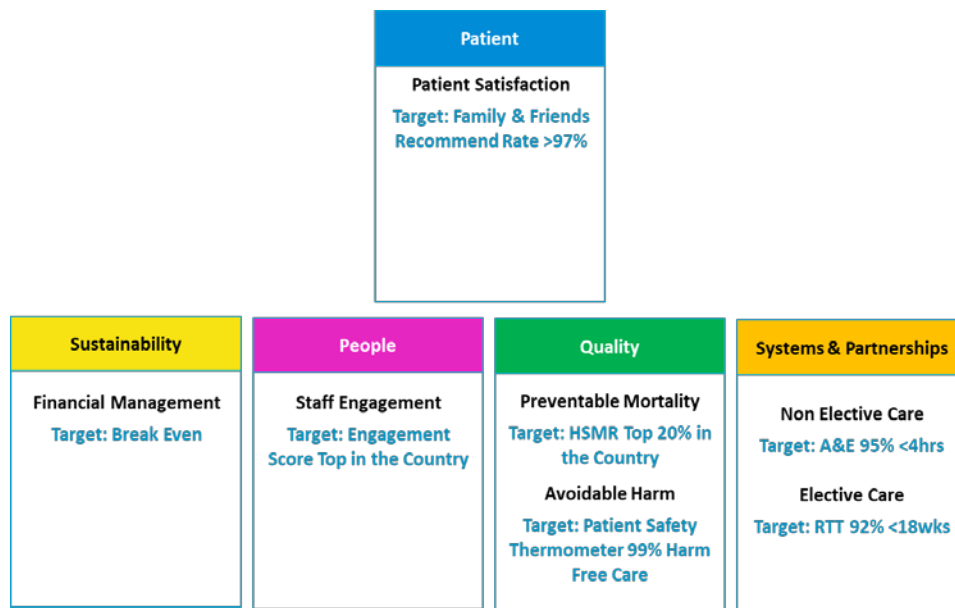 Patient
Patient Satisfaction
Target: Family & Friends
Recommend Rate >97%
Sustainability
Financial Management
Target: Break Even
People
Staff Engagement
Target: Engagement
Score Top in the Country
Quality
Preventable Mortality
Target: HSMR Top 20% in
the Country
Avoidable Harm
Target: Patient Safety
Thermometer 99% Harm
Free Care
Systems & Partnerships
Non Elective Care
Target: A&E 95% <4hrs
Elective Care
Target: RTT 92% <18wks